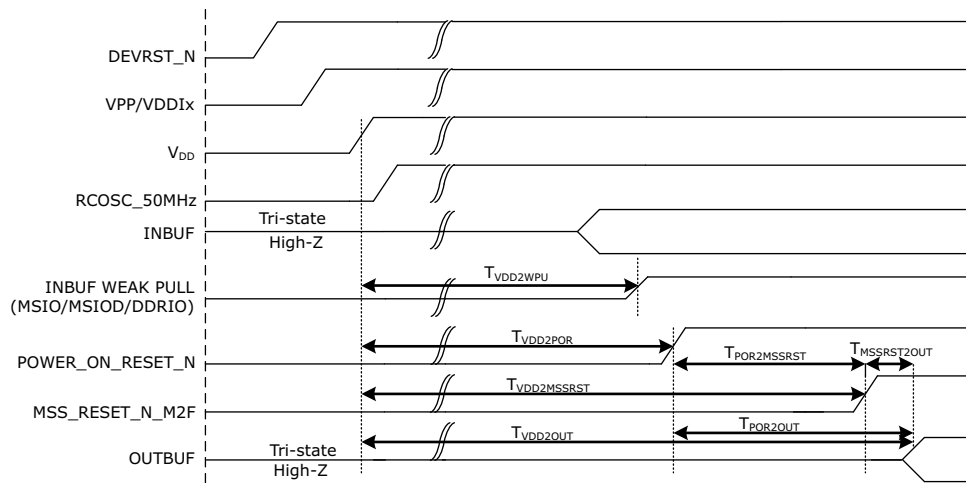 DEVRST_N
VPP/VDDIx
VDD
RCOSC_50MHz
Tri-state
INBUF
High-Z
TVDD2WPU
INBUF WEAK PULL
(MSIO/MSIOD/DDRIO)
TVDD2POR
POWER_ON_RESET_N
TPOR2MSSRST
TMSSRST2OUT
TVDD2MSSRST
MSS_RESET_N_M2F
TVDD2OUT
TPOR2OUT
Tri-state
OUTBUF
High-Z